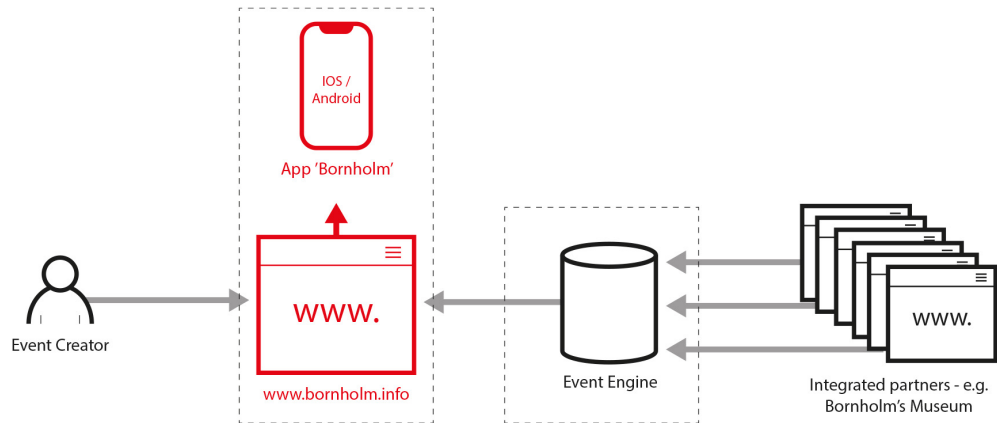 IOS /
Android
App 'Bornholm'
www.
www.bornholm.info
Event Creator
Event Engine
www.
Integrated partners - e.g.
Bornholm's Museum